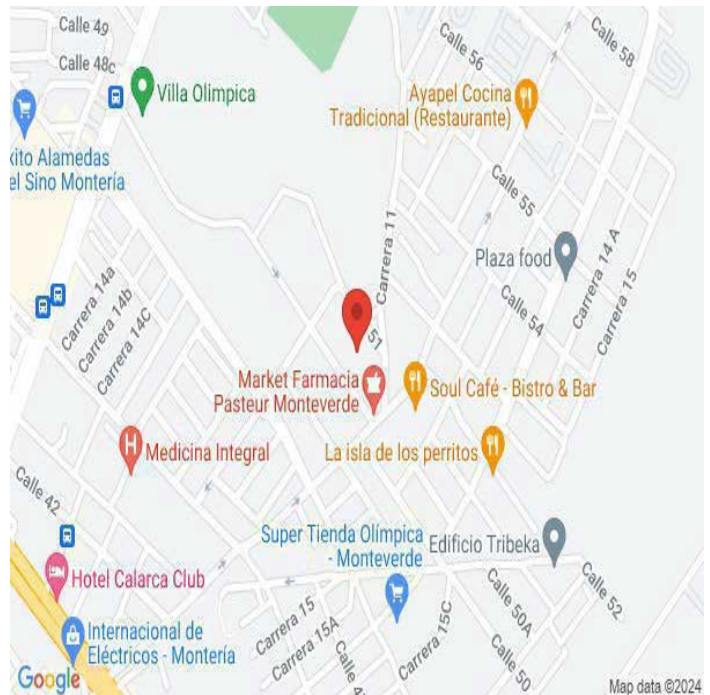 Calle 49
Calle 48c
Villa Olimpica
xito Alamedas
el Sino Montería
Calle 56
Calle 58
Ayapel Cocina
Tradicional (Restaurante)
Calle 55
Carrera 11
Plaza food
Carrera 14 A
Carrera 15
Calle 54
Carrera 14a
Carrera 14b
Carrera 14C
51
Market Farmacia
Pasteur Monteverde
Soul Café - Bistro & Bar
Medicina Integral
La isla de los perritos
Calle 42
Super Tienda Olímpica
- Monteverde
Edificio Tribeka
Hotel Calarca Club
Calle 52
Carrera 15
Carrera 15A
Carrera 15C
Calle 50A
Calle 50
Internacional de
Eléctricos - Montería
Google
Map data ©2024